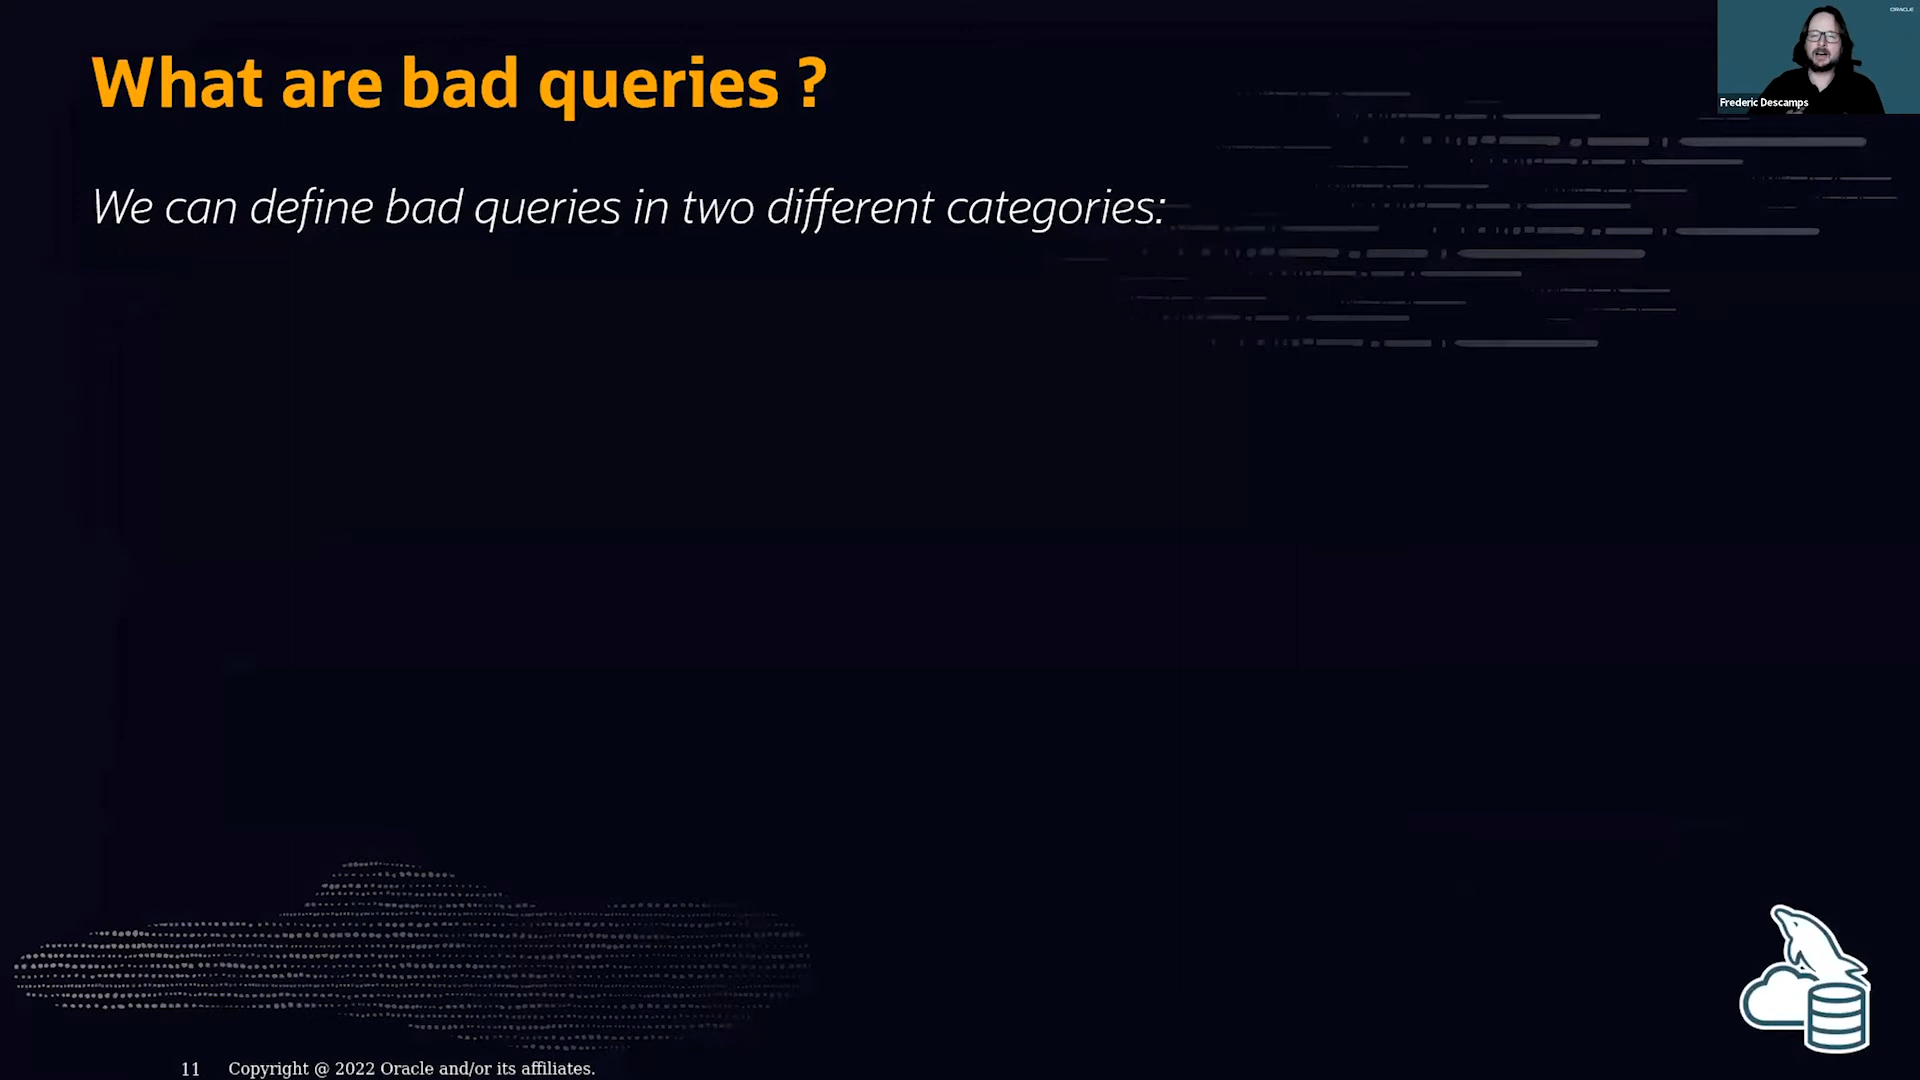 ORACLE
What are bad queries ?
Frederic Descamps
We can define bad queries in two different categories:
11 Copyright @ 2022 Oracle and/or its affiliates.